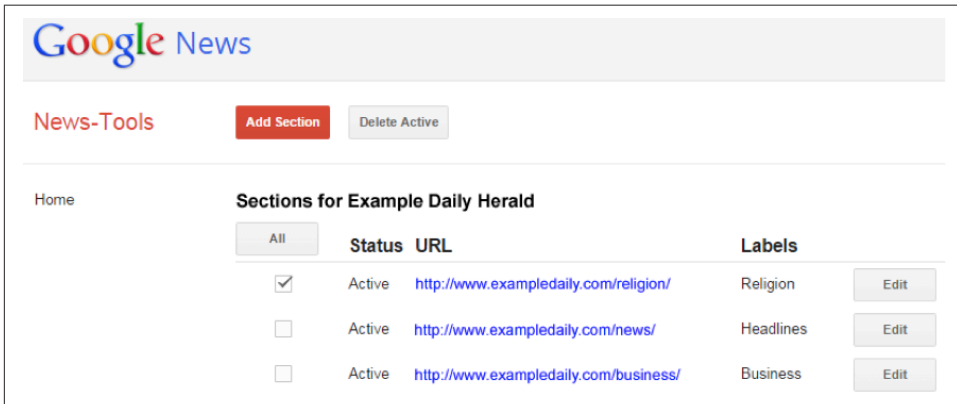 Google News
News-Tools Add Section Delete Active
Home Sections for Example Daily Herald
All Status URL Labels
Active http://www.exampledaily.com/religion/ Religion Edit
Active http://www.exampledaily.com/news/ Headlines Edit
Active http://www.exampledaily.com/business/ Business Edit